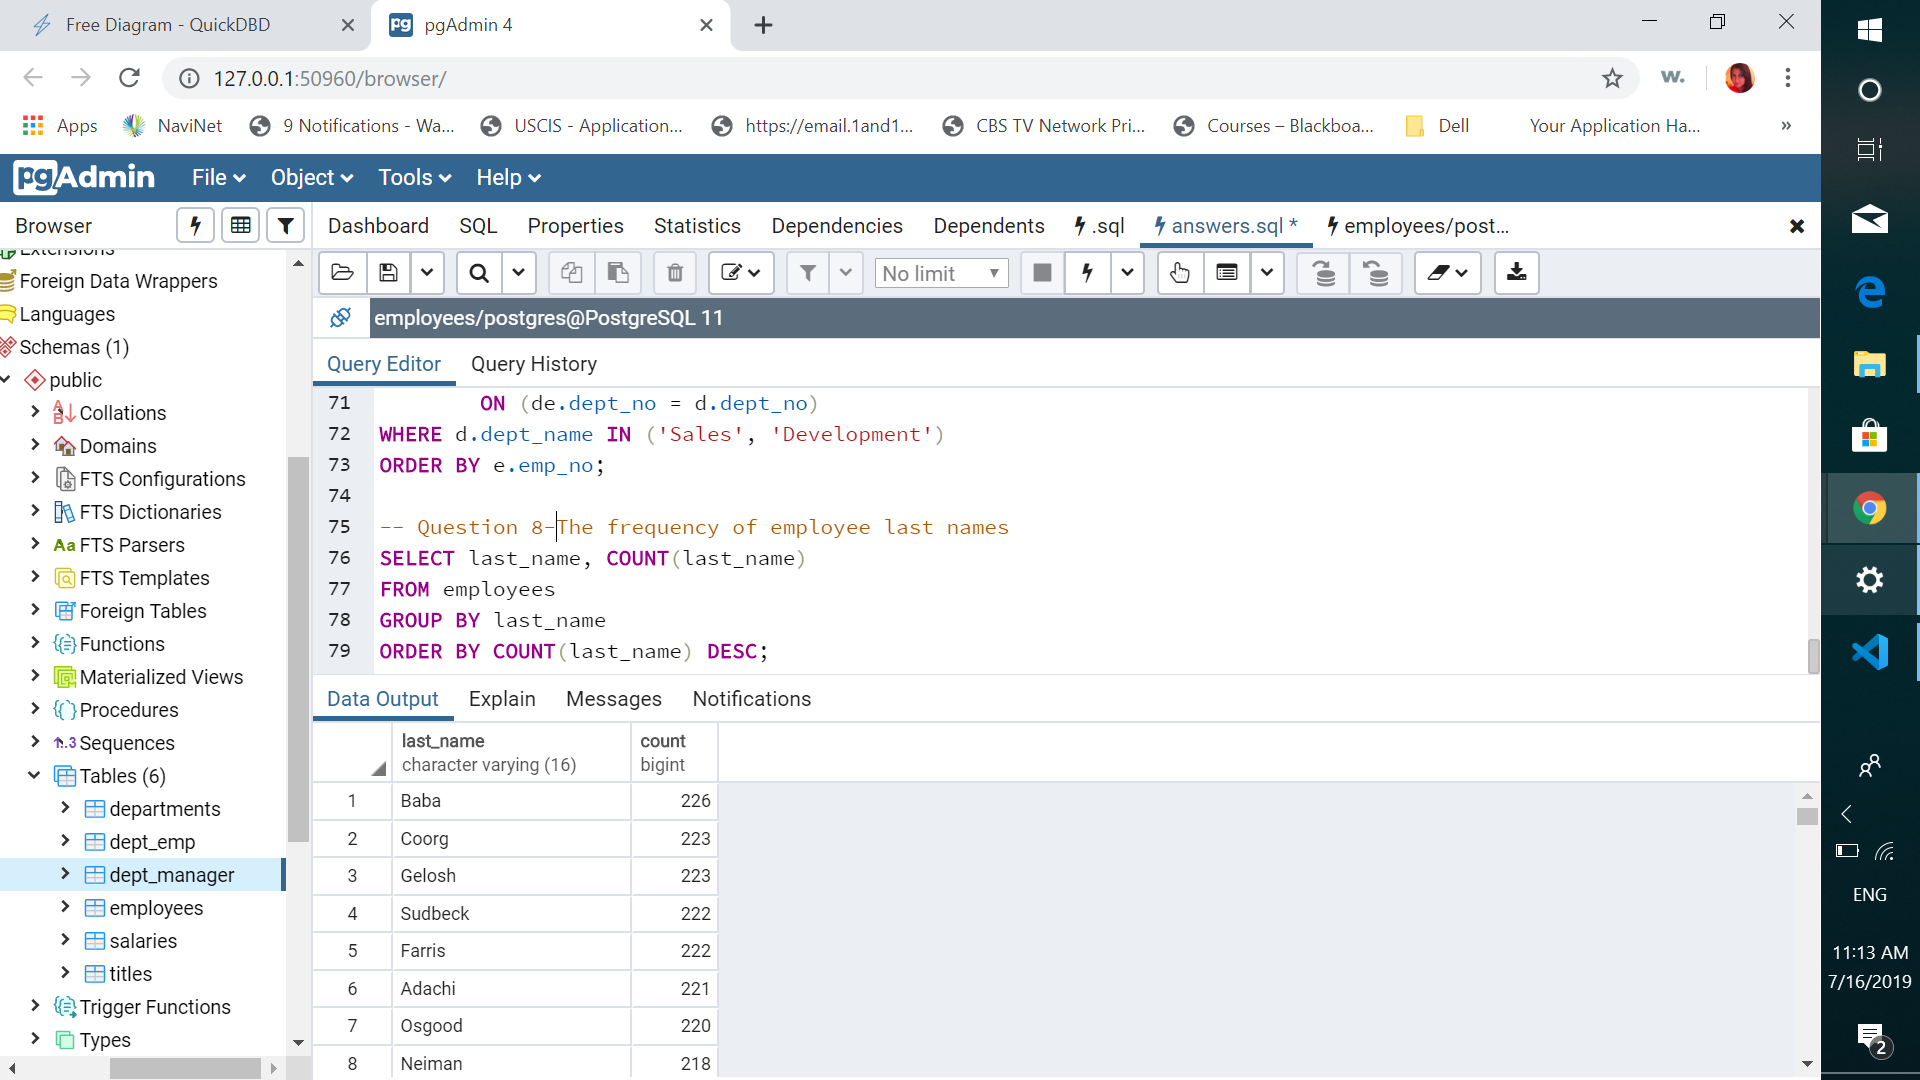 Free Diagram - QuickDBD
pgAdmin 4
127.0.0.1:50960/browser/
w.
Apps
NaviNet
9 Notifications - Wa...
USCIS - Application...
https://email.1and1...
CBS TV Network Pri...
Courses – Blackboa...
Dell
Your Application Ha...
»
pgAdmin
File
Object
Tools
Help
Browser
Dashboard
SQL
Properties
Statistics
Dependencies
Dependents
.sql
answers.sql *
employees/post...
No limit
employees/postgres@PostgreSQL 11
Query Editor
Query History
Extensions
Foreign Data Wrappers
Languages
Schemas (1)
public
Collations
Domains
FTS Configurations
FTS Dictionaries
Aa FTS Parsers
FTS Templates
Foreign Tables
Functions
Materialized Views
Procedures
1..3 Sequences
Tables (6)
departments
dept_emp
dept_manager
employees
salaries
titles
Trigger Functions
Types
71 ON (de.dept_no = d.dept_no)
72 WHERE d.dept_name IN ('Sales', 'Development')
73 ORDER BY e.emp_no;
74
75 -- Question 8-The frequency of employee last names
76 SELECT last_name, COUNT(last_name)
77 FROM employees
78 GROUP BY last_name
79 ORDER BY COUNT(last_name) DESC;
Data Output
Explain
Messages
Notifications
last_name count
character varying (16) bigint
1 Baba 226
2 Coorg 223
3 Gelosh 223
4 Sudbeck 222
5 Farris 222
6 Adachi 221
7 Osgood 220
8 Neiman 218
ENG
11:13 AM
7/16/2019
2